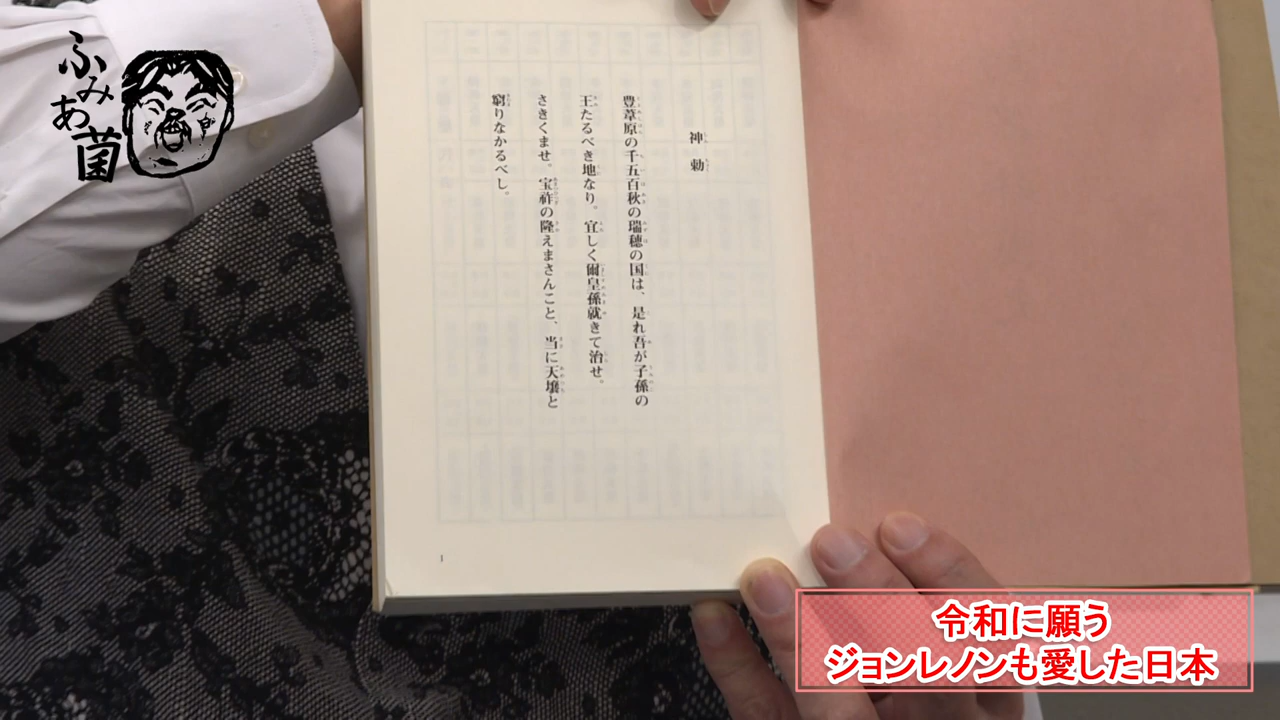 ふみあ菌
神勅
豊葦原の千五百秋の瑞穂の国は、是れ吾が子孫の
王たるべき地なり。宜しく爾皇孫就きて治せ。
さきくませ。宝祚の隆えまさんこと、当に天壌と
窮りなかるべし。
1
令和に願う
ジョンレノンも愛した日本